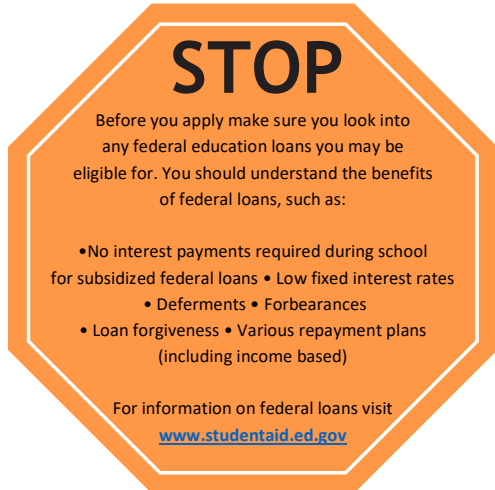 STOP
Before you apply make sure you look into
any federal education loans you may be
eligible for. You should understand the benefits
of federal loans, such as:
•No interest payments required during school
for subsidized federal loans • Low fixed interest rates
• Deferments • Forbearances
• Loan forgiveness • Various repayment plans
(including income based)
For information on federal loans visit
www.studentaid.ed.gov